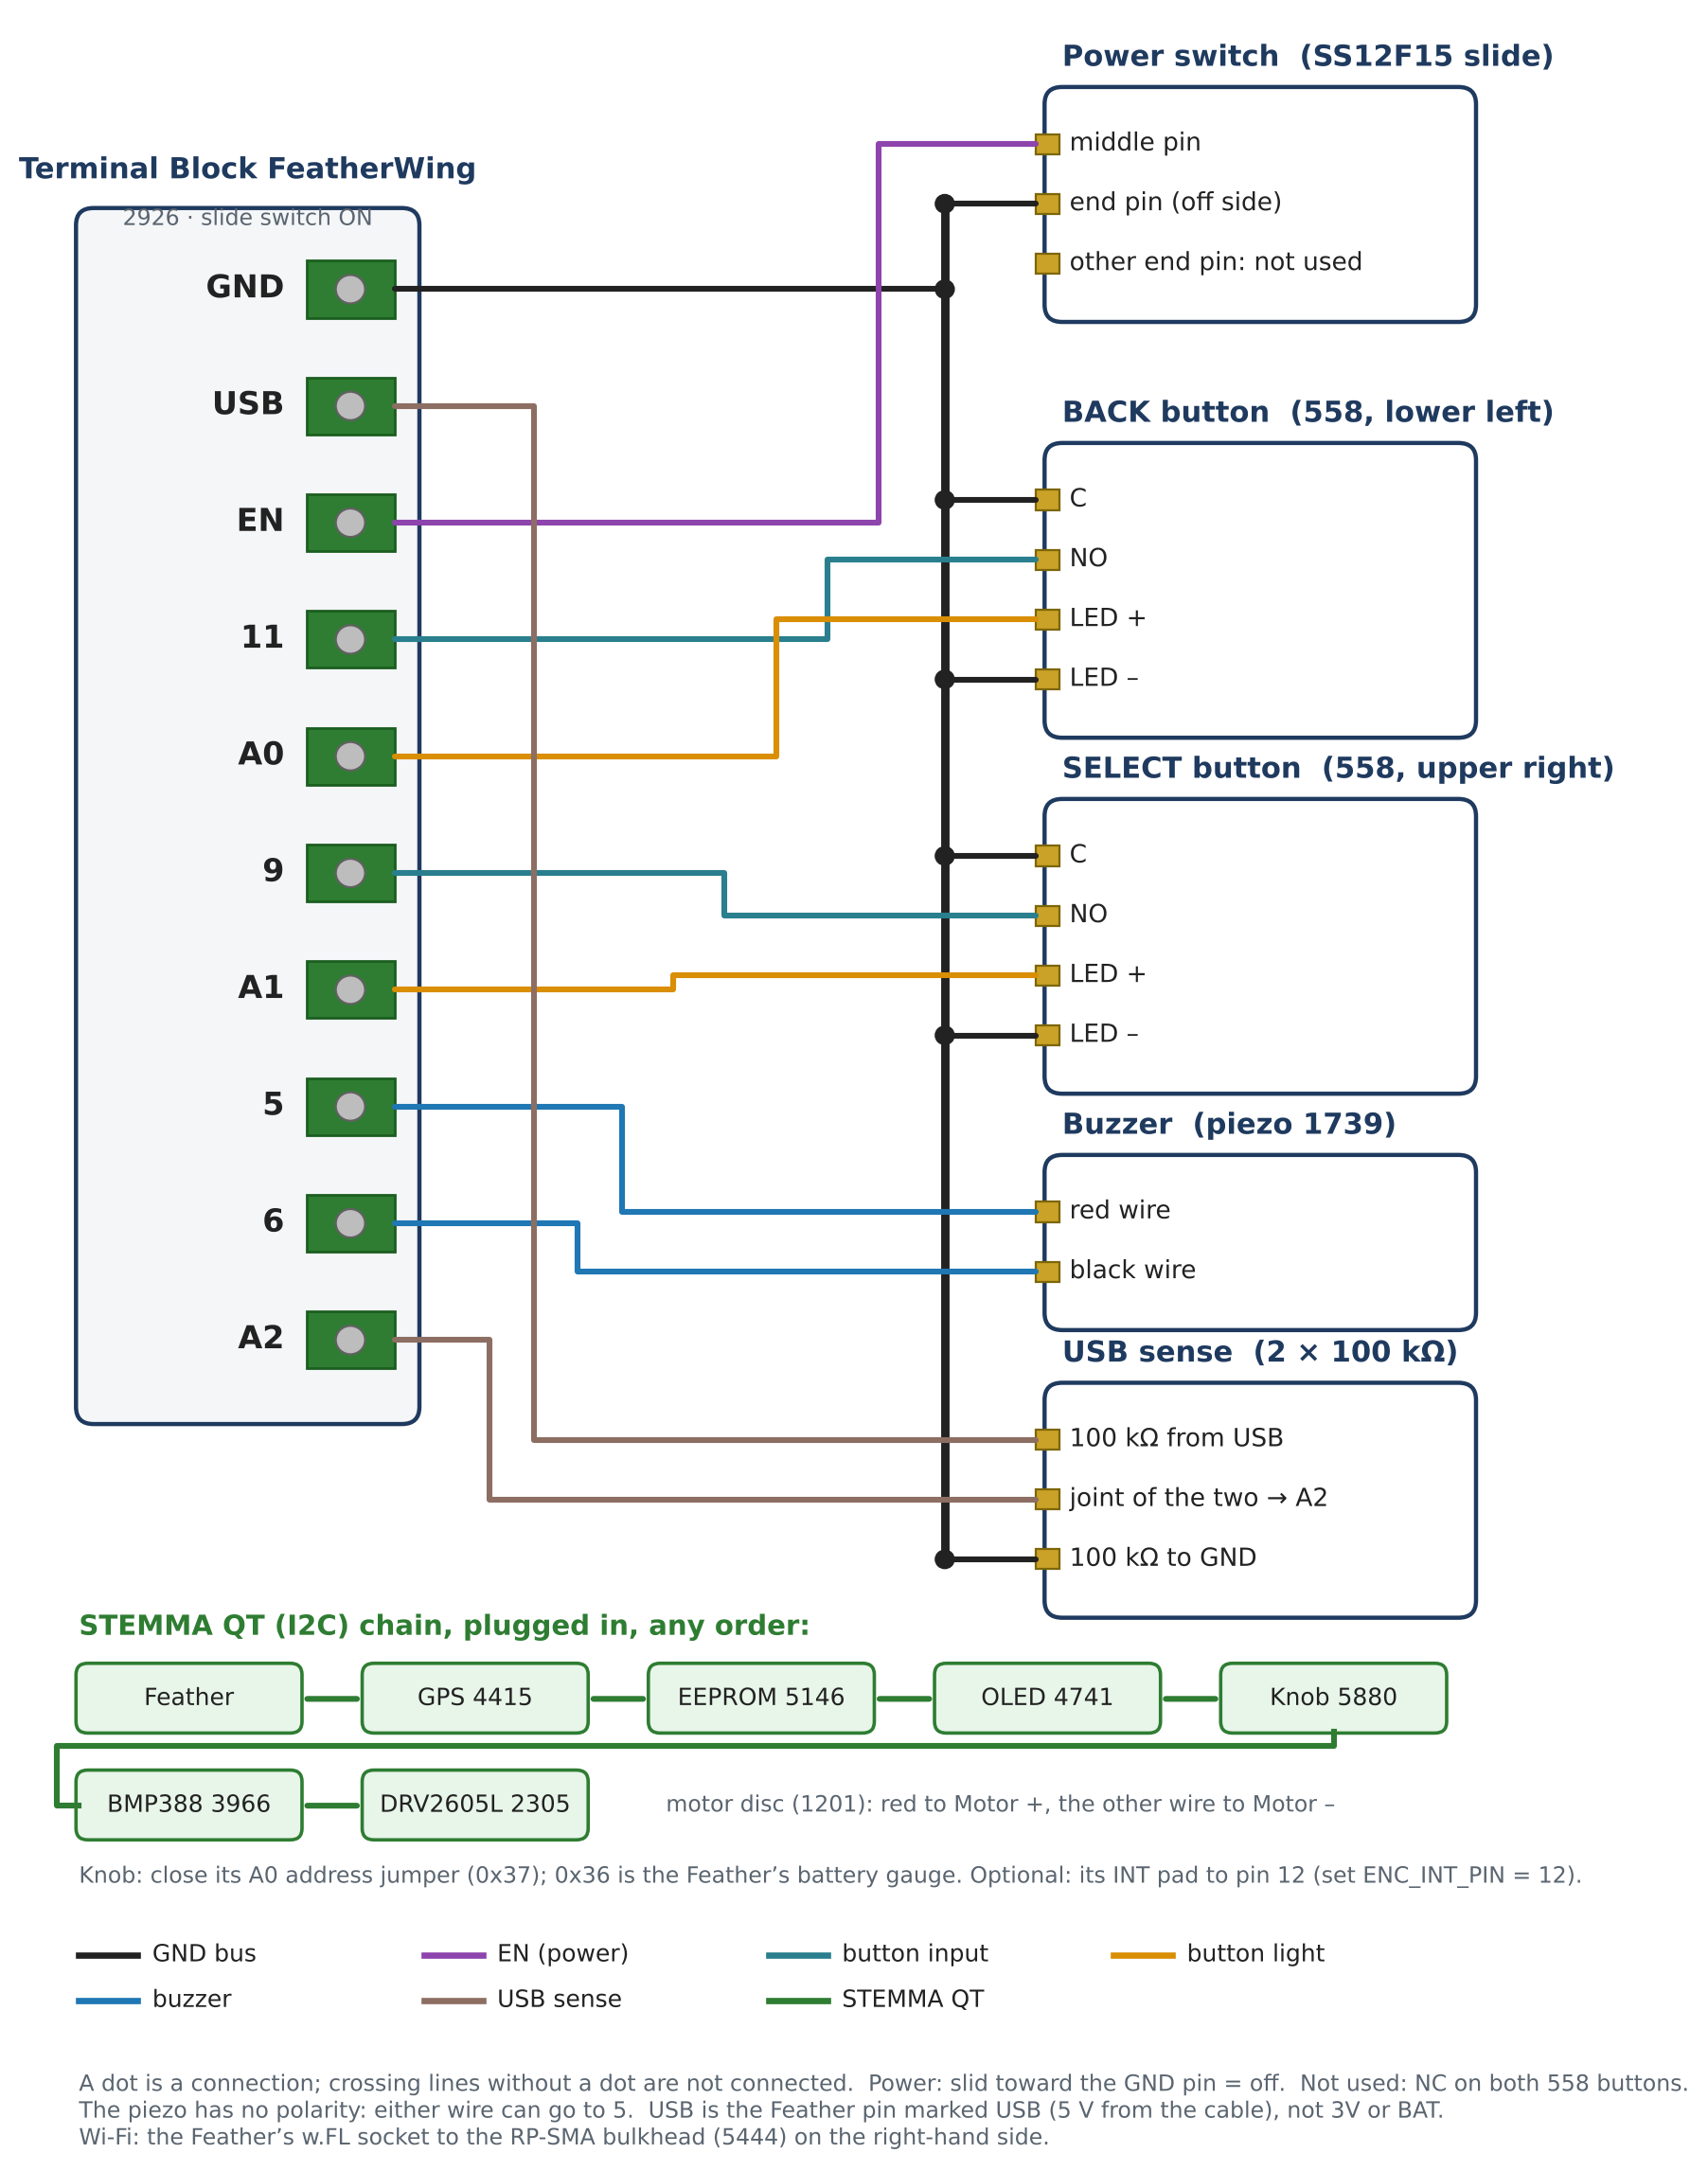 Power switch  (SS12F15 slide)
middle pin
end pin (off side)
other end pin: not used
Terminal Block FeatherWing
2926 · slide switch ON
GND
USB
EN
11
A0
9
A1
5
6
A2
BACK button  (558, lower left)
C
NO
LED +
LED –
SELECT button  (558, upper right)
C
NO
LED +
LED –
Buzzer  (piezo 1739)
red wire
black wire
USB sense  (2 × 100 kΩ)
100 kΩ from USB
joint of the two → A2
100 kΩ to GND
STEMMA QT (I2C) chain, plugged in, any order:
Feather
GPS 4415
EEPROM 5146
OLED 4741
Knob 5880
BMP388 3966
DRV2605L 2305
motor disc (1201): red to Motor +, the other wire to Motor –
Knob: close its A0 address jumper (0x37); 0x36 is the Feather’s battery gauge. Optional: its INT pad to pin 12 (set ENC_INT_PIN = 12).
GND bus
EN (power)
button input
button light
buzzer
USB sense
STEMMA QT
A dot is a connection; crossing lines without a dot are not connected.  Power: slid toward the GND pin = off.  Not used: NC on both 558 buttons.
The piezo has no polarity: either wire can go to 5.  USB is the Feather pin marked USB (5 V from the cable), not 3V or BAT.
Wi-Fi: the Feather’s w.FL socket to the RP-SMA bulkhead (5444) on the right-hand side.